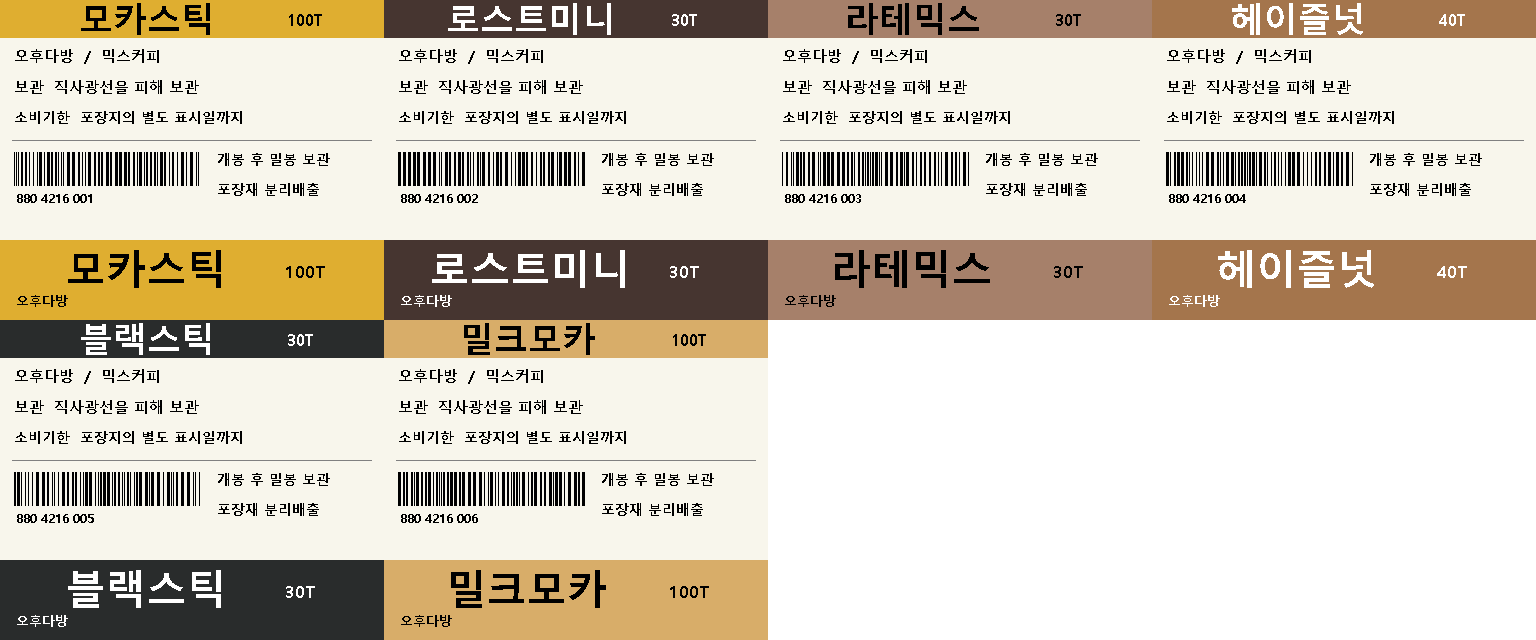 모카스틱 100T
오후다방 / 믹스커피
보관 직사광선을 피해 보관
소비기한 포장지의 별도 표시일까지
개봉 후 밀봉 보관
포장재 분리배출
880 4216 001
모카스틱 100T
오후다방
로스트미니 30T
오후다방 / 믹스커피
보관 직사광선을 피해 보관
소비기한 포장지의 별도 표시일까지
개봉 후 밀봉 보관
포장재 분리배출
880 4216 002
로스트미니 30T
오후다방
라테믹스 30T
오후다방 / 믹스커피
보관 직사광선을 피해 보관
소비기한 포장지의 별도 표시일까지
개봉 후 밀봉 보관
포장재 분리배출
880 4216 003
라테믹스 30T
오후다방
헤이즐넛 40T
오후다방 / 믹스커피
보관 직사광선을 피해 보관
소비기한 포장지의 별도 표시일까지
개봉 후 밀봉 보관
포장재 분리배출
880 4216 004
헤이즐넛 40T
오후다방
블랙스틱 30T
오후다방 / 믹스커피
보관 직사광선을 피해 보관
소비기한 포장지의 별도 표시일까지
개봉 후 밀봉 보관
포장재 분리배출
880 4216 005
블랙스틱 30T
오후다방
밀크모카 100T
오후다방 / 믹스커피
보관 직사광선을 피해 보관
소비기한 포장지의 별도 표시일까지
개봉 후 밀봉 보관
포장재 분리배출
880 4216 006
밀크모카 100T
오후다방